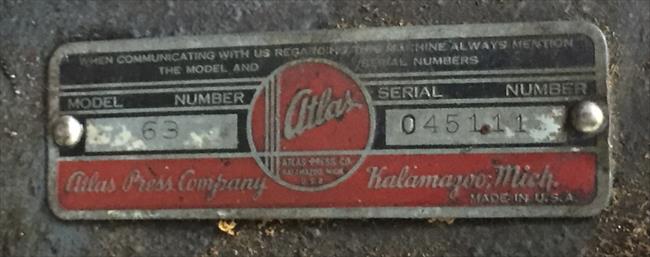 WHEN COMMUNICATING WITH US REGARDING THIS MACHINE ALWAYS MENTION
THE MODEL AND SERIAL NUMBERS
MODEL NUMBER
63
Atlas
ATLAS PRESS CO.
KALAMAZOO, MICH.
U.S.A.
SERIAL NUMBER
045111
Atlas Press Company Kalamazoo, Mich.
MADE IN U.S.A.